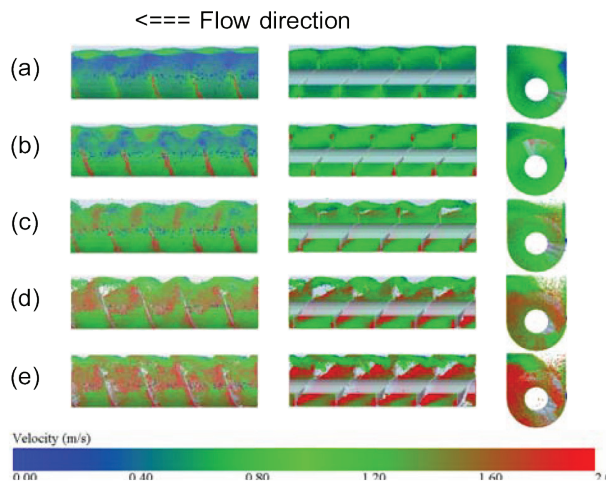 <=== Flow direction
(a)
(b)
(c)
(d)
(e)
Velocity (m/s)
0.00 0.40 0.80 1.20 1.60